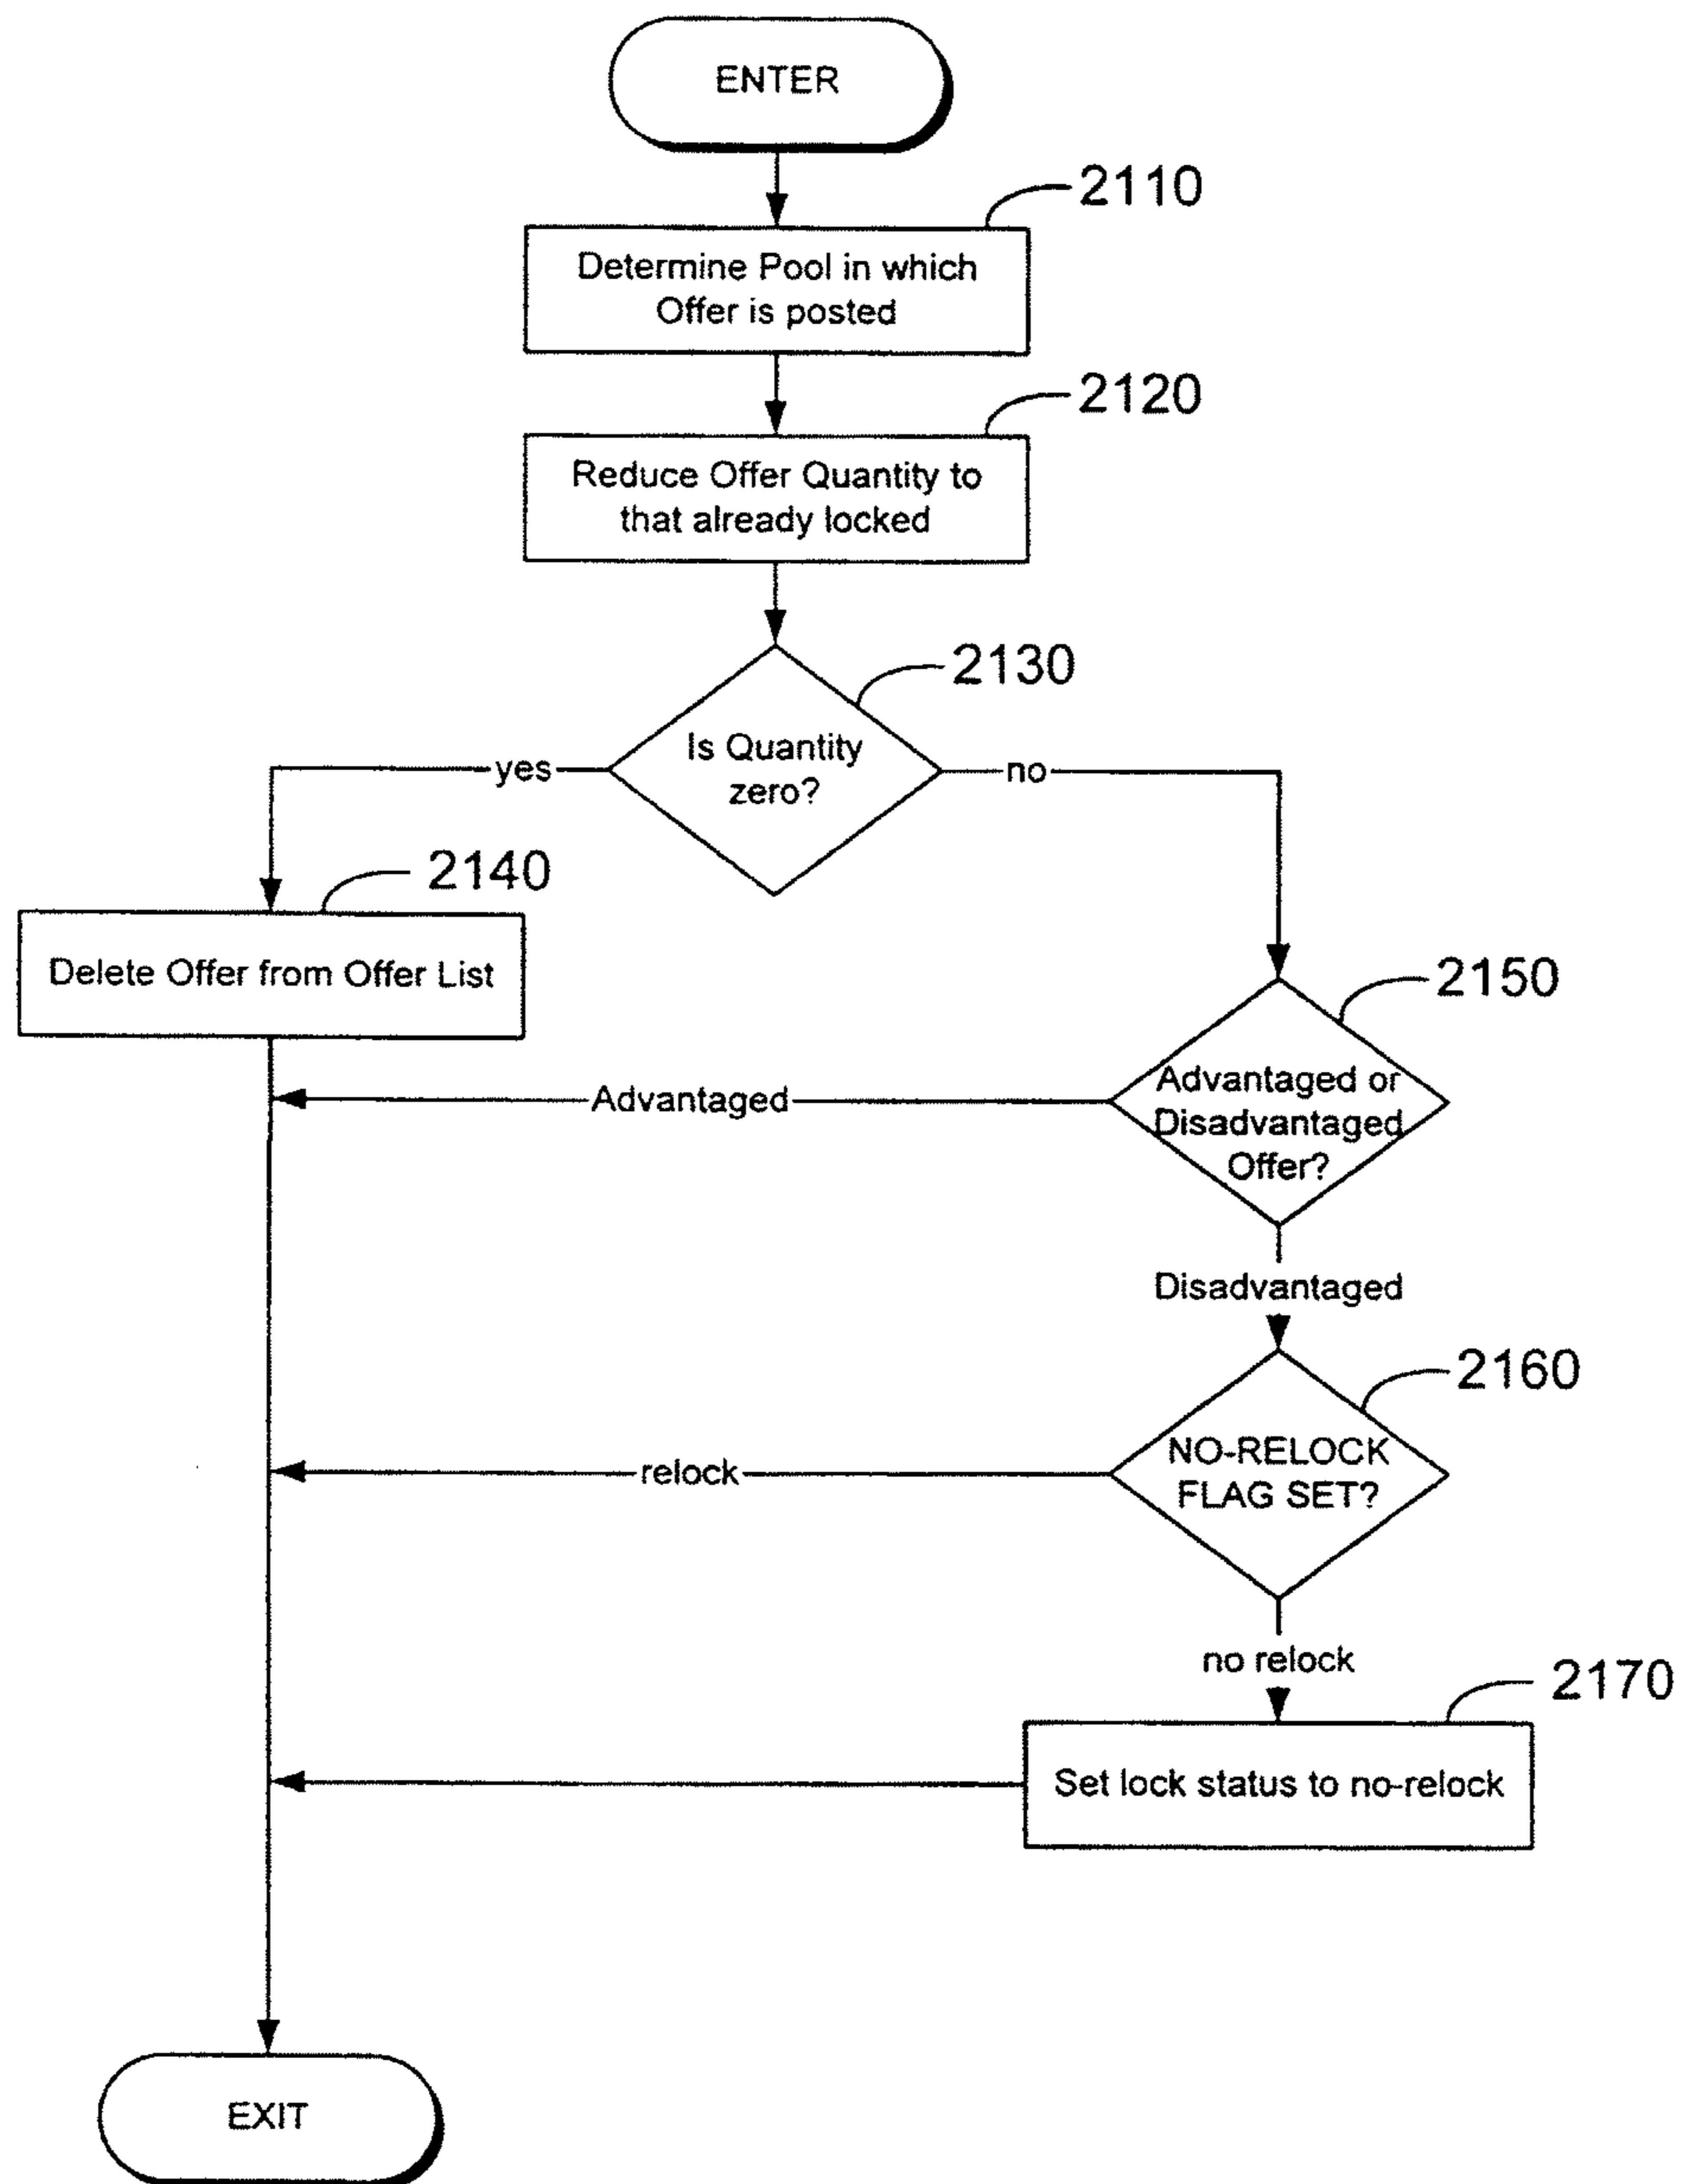 ENTER
2110
Determine Pool in which
Offer is posted
2120
Reduce Offer Quantity to
that already locked
2130
Is Quantity
zero?
yes
no
2140
Delete Offer from Offer List
2150
Advantaged or
Disadvantaged
Offer?
Advantaged
Disadvantaged
2160
NO-RELOCK
FLAG SET?
relock
no relock
2170
Set lock status to no-relock
EXIT